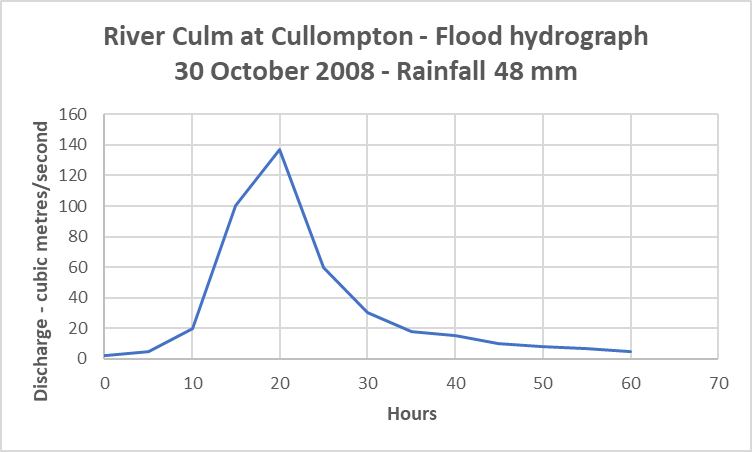 River Culm at Cullompton - Flood hydrograph
30 October 2008 - Rainfall 48 mm
Discharge - cubic metres/second
160
140
120
100
80
60
40
20
0
0 10 20 30 40 50 60 70
Hours